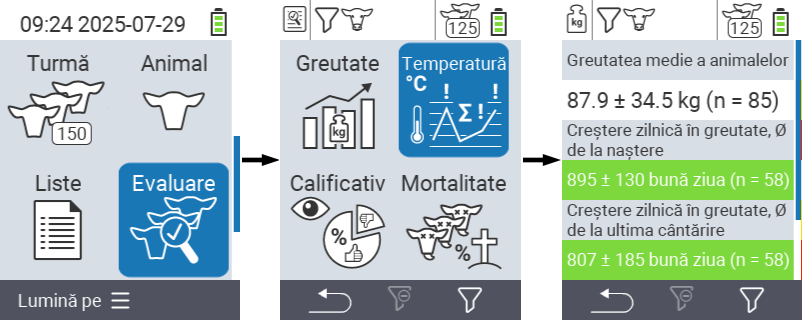 09:24 2025-07-29
Turmă
Animal
150
Liste
Evaluare
Lumină pe
125
Greutate
Temperatură
°C
! !
Σ !
kg
Calificativ
Mortalitate
%
%
kg
125
Greutatea medie a animalelor
87.9 ± 34.5 kg (n = 85)
Creștere zilnică în greutate, Ø
de la naștere
895 ± 130 bună ziua (n = 58)
Creștere zilnică în greutate, Ø
de la ultima cântărire
807 ± 185 bună ziua (n = 58)